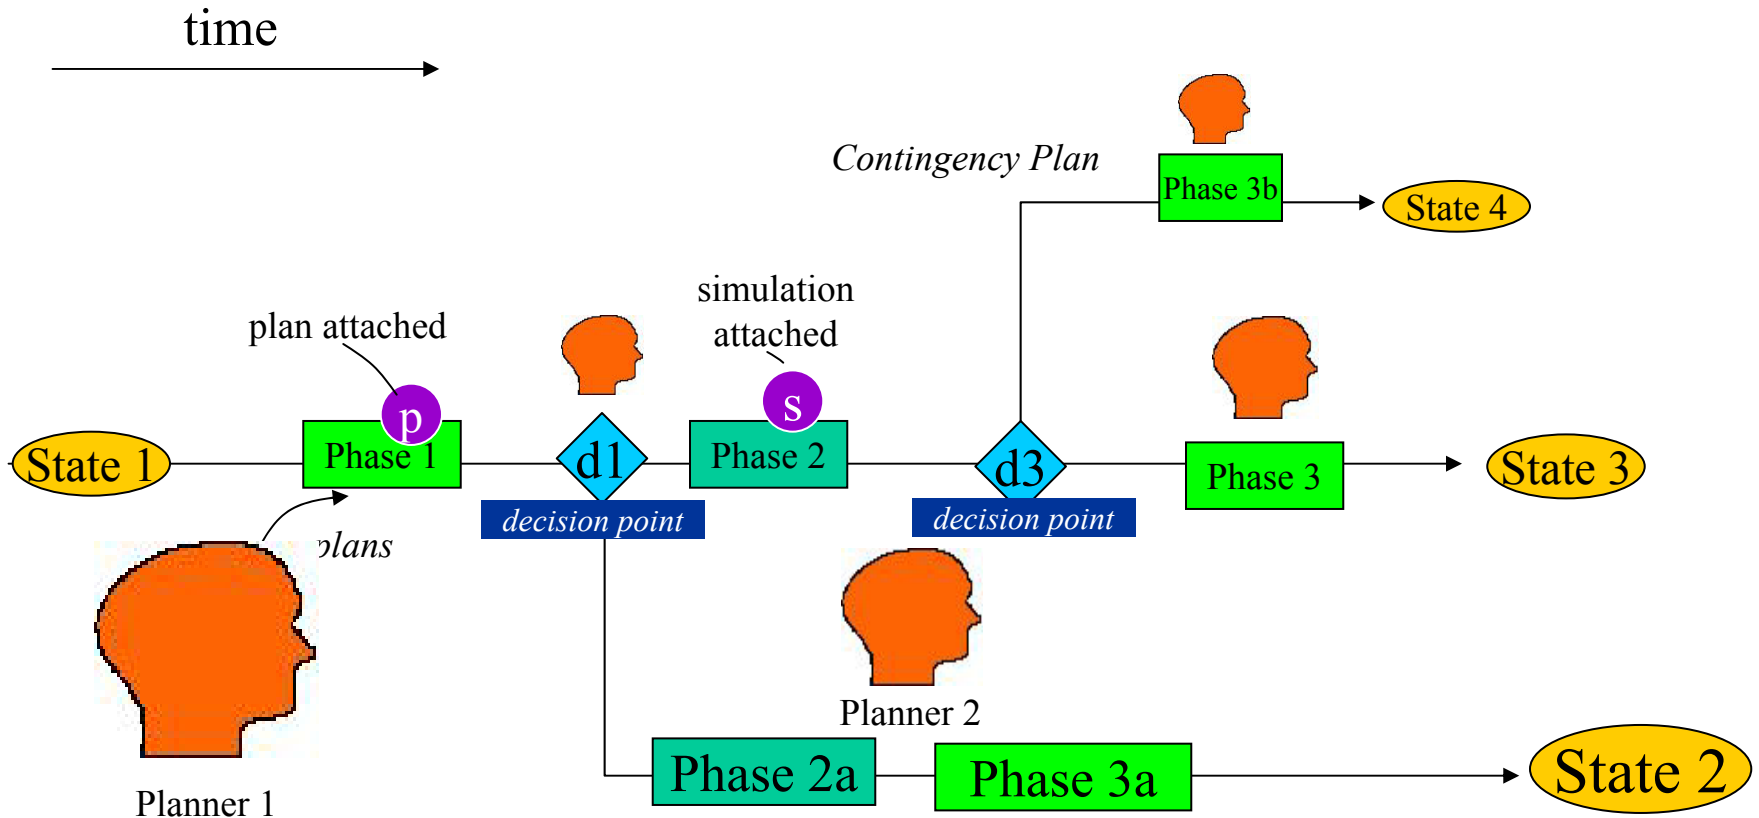 time
Contingency Plan
Phase 3b
State 4
simulation
attached
plan attached
p
s
State 1
Phase 1
d1
Phase 2
d3
Phase 3
State 3
decision point
decision point
plans
Planner 2
Phase 2a
Phase 3a
State 2
Planner 1